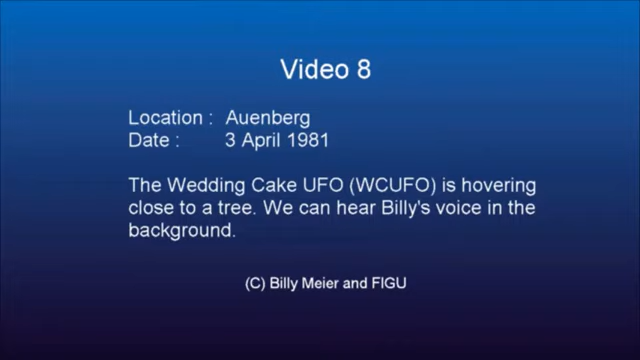 Video 8
Location : Auenberg
Date : 3 April 1981
The Wedding Cake UFO (WCUFO) is hovering
close to a tree. We can hear Billy's voice in the
background.
(C) Billy Meier and FIGU